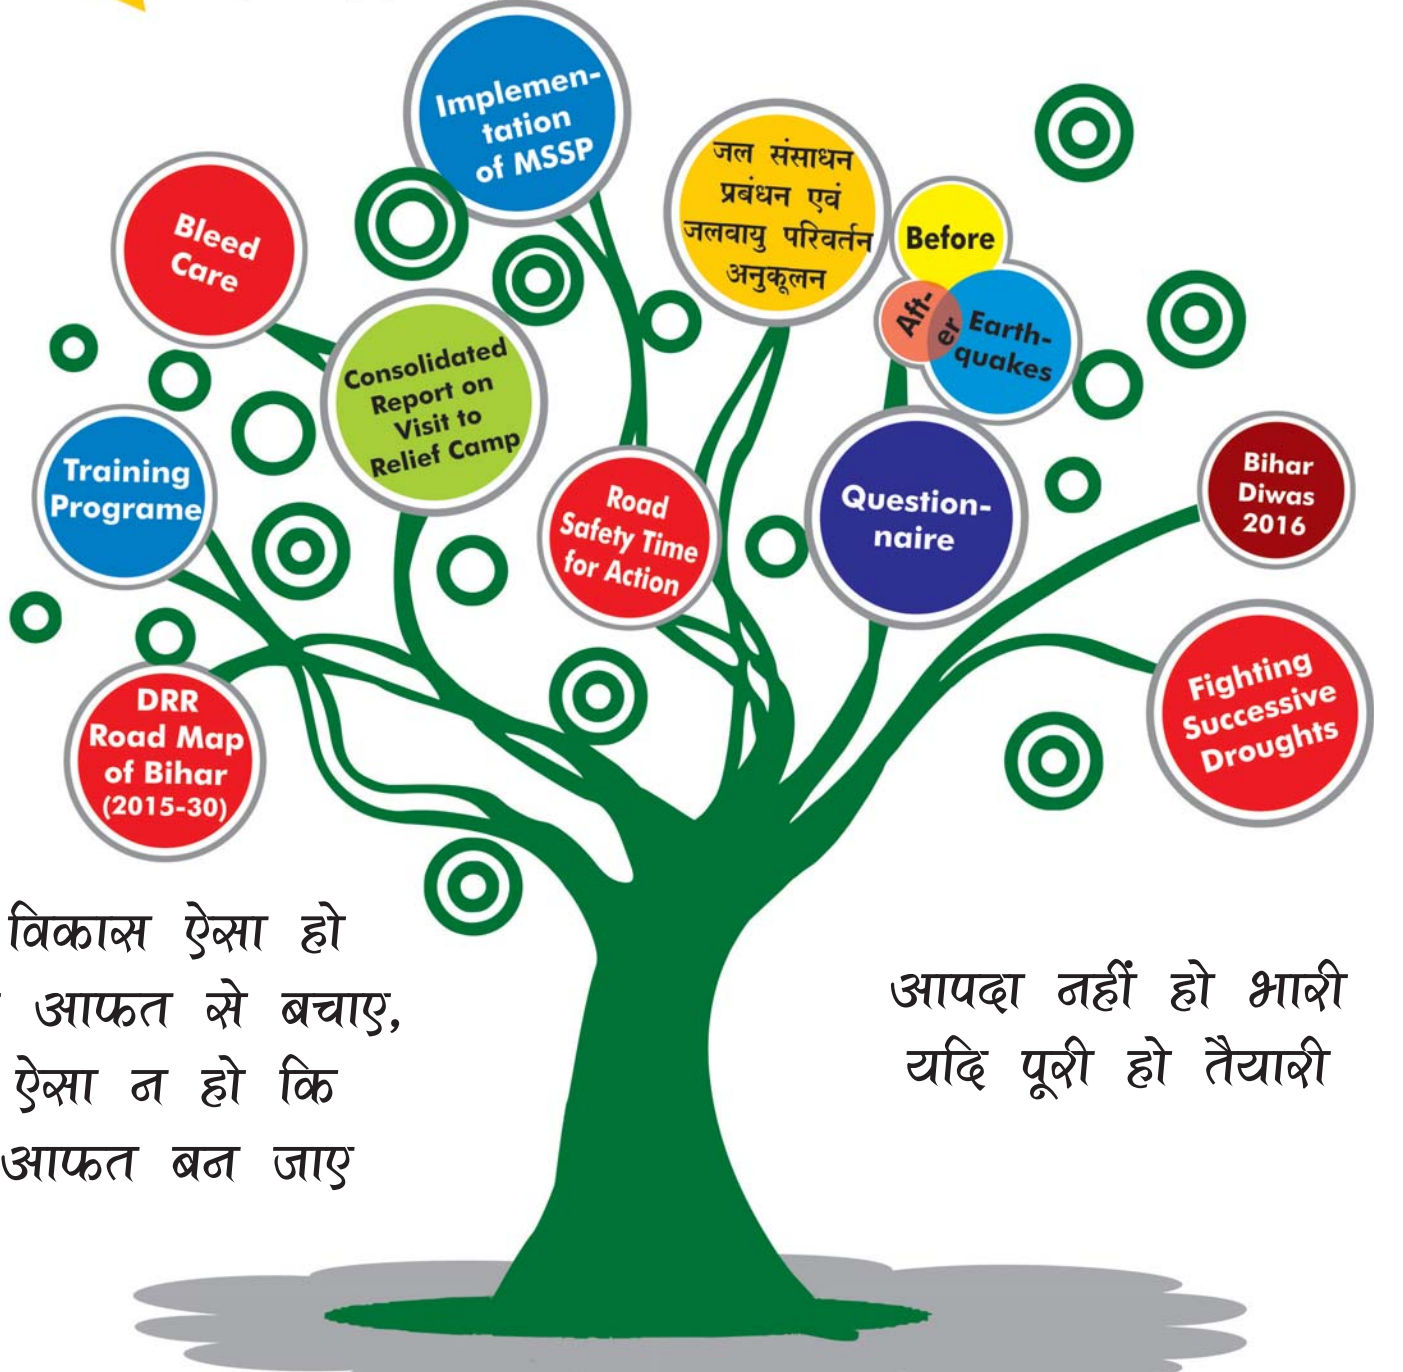 Implemen-
tation
of MSSP
जल संसाधन
प्रबंधन एवं
जलवायु परिवर्तन
अनुकूलन
Bleed
Care
Before
Aft-
er
Earth-
quakes
Consolidated
Report on
Visit to
Relief Camp
Training
Programe
Road
Safety Time
for Action
Question-
naire
Bihar
Diwas
2016
Fighting
Successive
Droughts
DRR
Road Map
of Bihar
(2015-30)
विकास ऐसा हो
आफत से बचाए,
ऐसा न हो कि
आफत बन जाए
आपदा नहीं हो भारी
यदि पूरी हो तैयारी